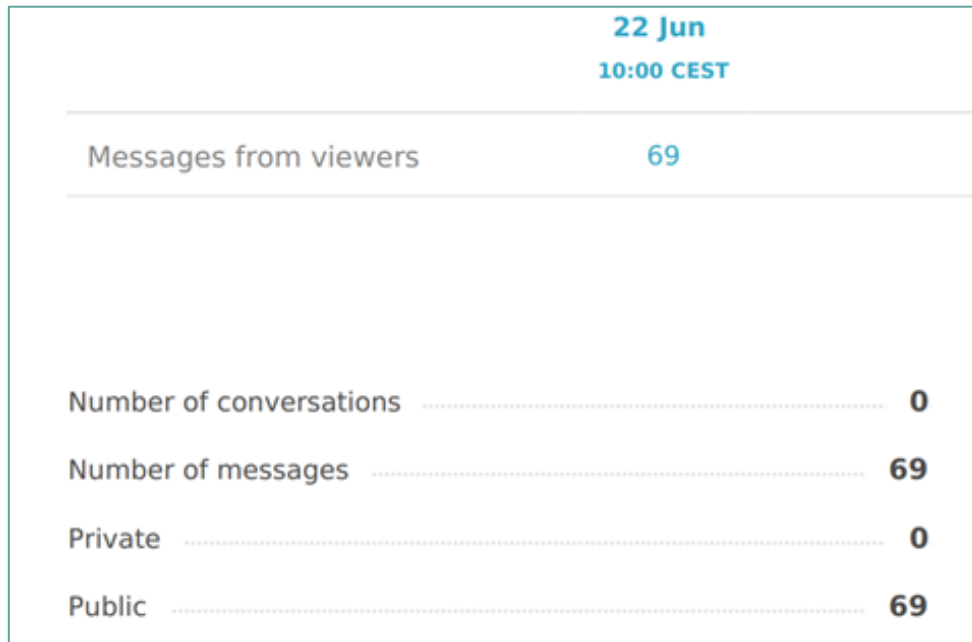 22 Jun
10:00 CEST
Messages from viewers 69
Number of conversations 0
Number of messages 69
Private 0
Public 69